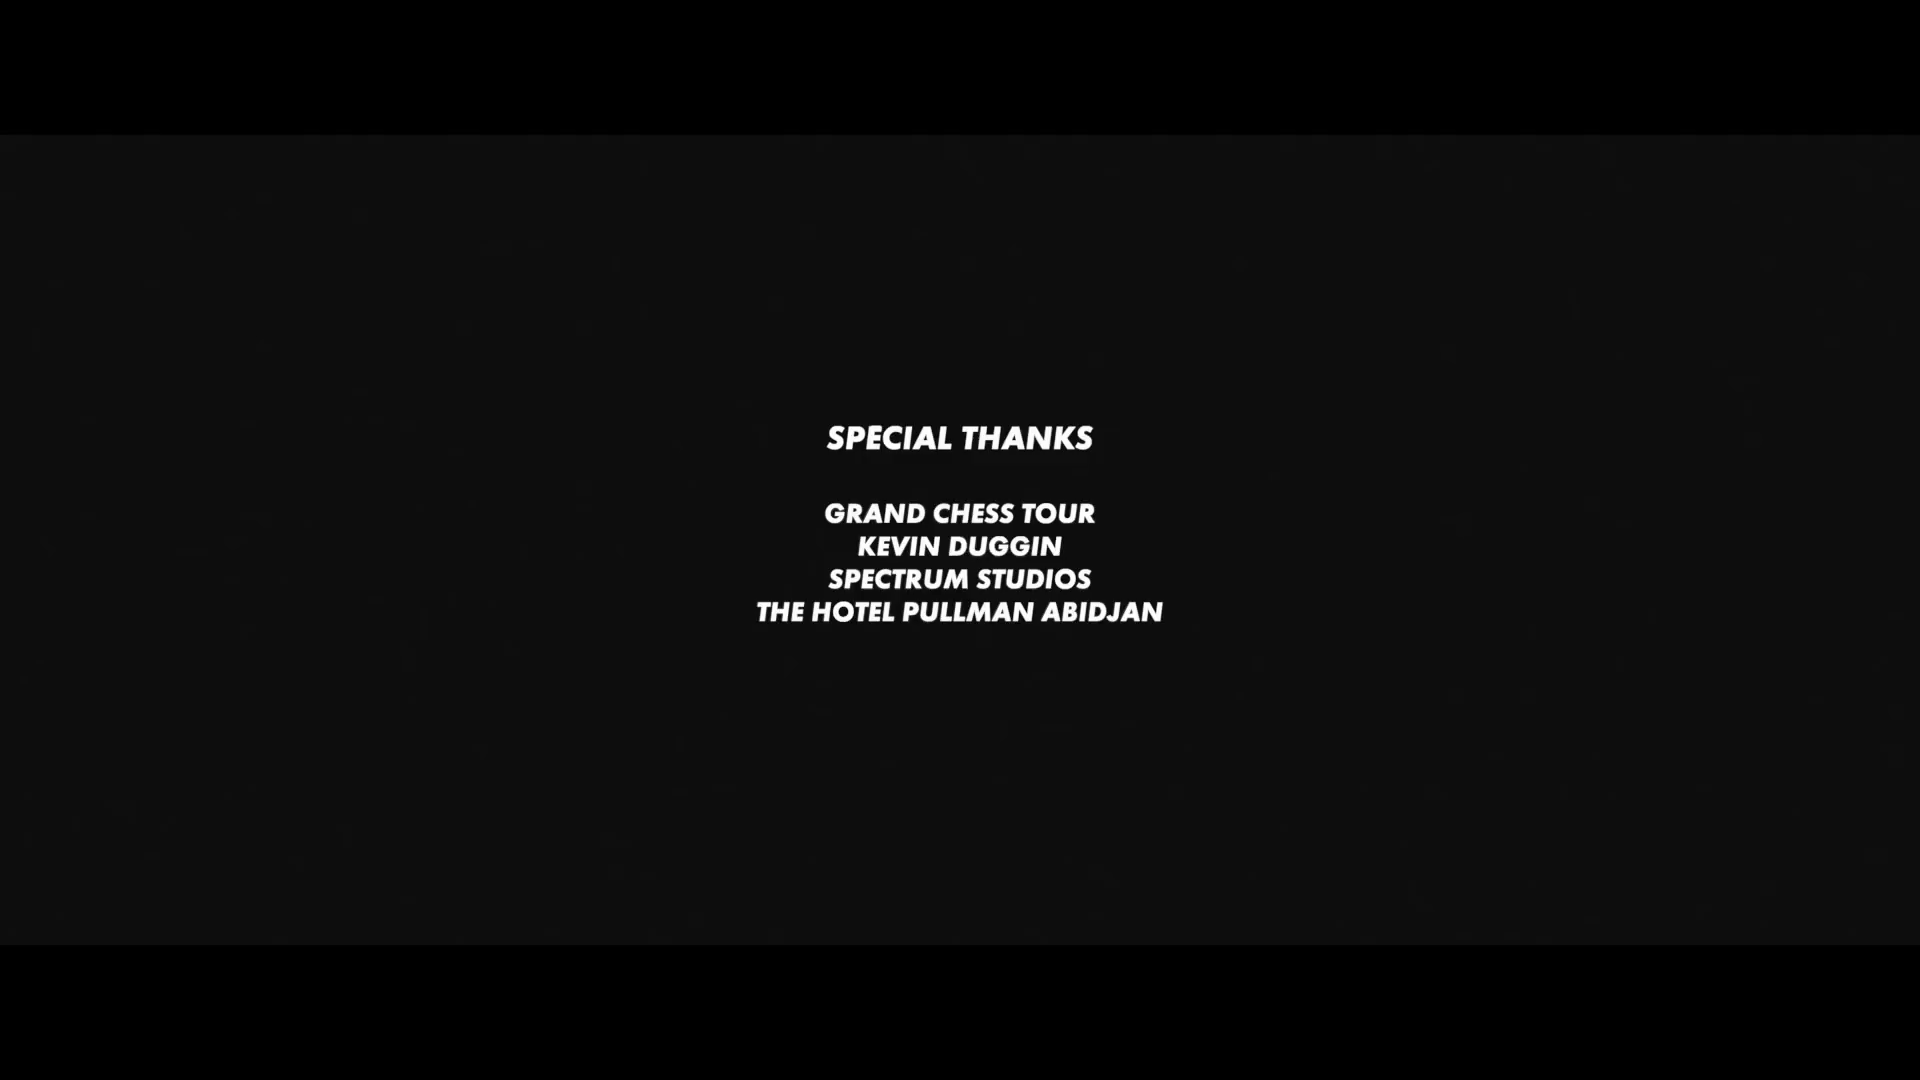 SPECIAL THANKS
GRAND CHESS TOUR
KEVIN DUGGIN
SPECTRUM STUDIOS
THE HOTEL PULLMAN ABIDJAN